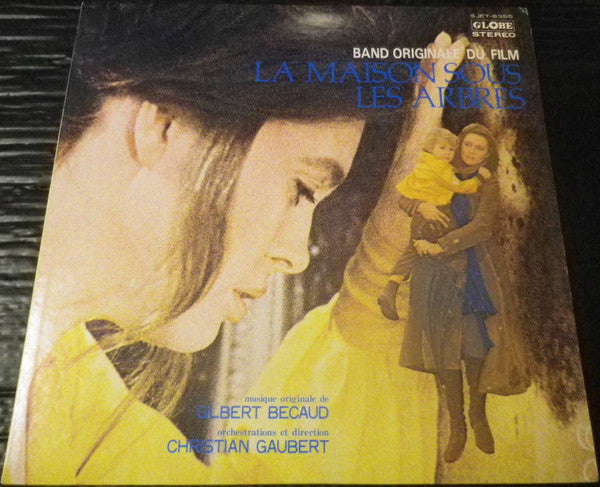 SJET-8355
GLOBE
STEREO
BAND ORIGINALE DU FILM
LA MAISON SOUS
LES ARBRES
musique originale de
GILBERT BECAUD
orchestrations et direction
CHRISTIAN GAUBERT